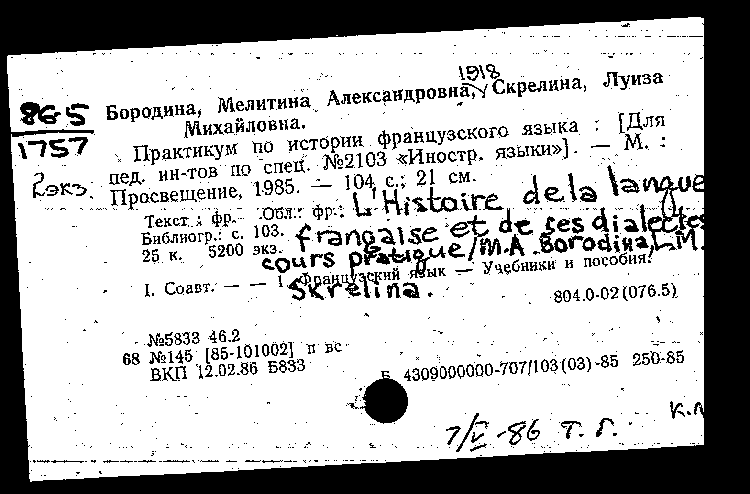 1918
86-5
1757
2 экз.
Бородина, Мелитина Александровна, Скрелина, Луиза
Михайловна.
Практикум по истории французского языка : [Для
пед. ин-тов по спец. №2103 «Иностр. языки»]. — М. :
Просвещение, 1985. — 104 с.; 21 см.
Текст : фр. Обл.: фр.: L'Histoire de la langue
Библиогр.: с. 103. française et de ses dialectes
25 к. 5200 экз.
cours pratique / M.A. Borodina, L.M.
Skrelina.
I. Соавт. — — 1. Французский язык — Учебники и пособия.
804.0-02 (076.5)
№5833 46.2
68 №145 [85-101002] п вс
ВКП 12.02.86 Б833
Б 4309000000-707/103(03)-85 250-85
7/V-86 т. г.